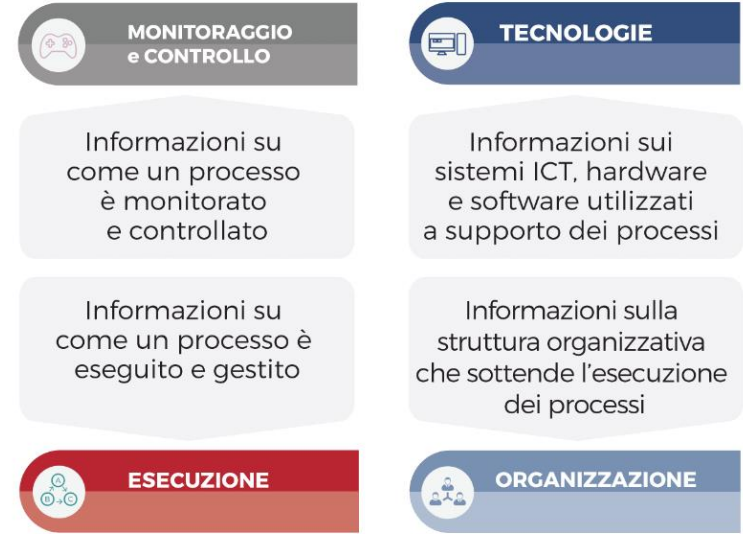 MONITORAGGIO
e CONTROLLO
Informazioni su
come un processo
è monitorato
e controllato
Informazioni su
come un processo è
eseguito e gestito
A
B
C
ESECUZIONE
TECNOLOGIE
Informazioni sui
sistemi ICT, hardware
e software utilizzati
a supporto dei processi
Informazioni sulla
struttura organizzativa
che sottende l'esecuzione
dei processi
ORGANIZZAZIONE